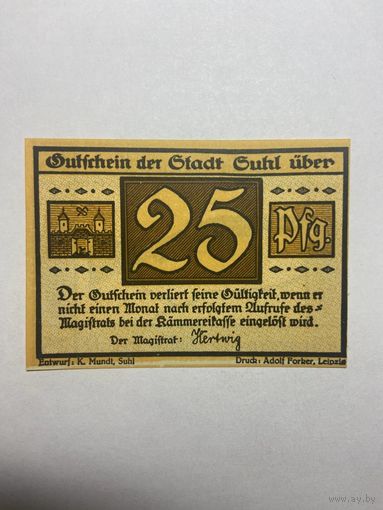 Gutschein der Stadt Suhl über
25
Pfg.
Der Gutschein verliert seine Gültigkeit, wenn er
nicht einen Monat nach erfolgtem Aufrufe des
Magistrats bei der Kämmereikasse eingelöst wird.
Der Magistrat: Hertwig
Entwurf: K. Mundt, Suhl Druck: Adolf Forker, Leipzig
www.ay.by